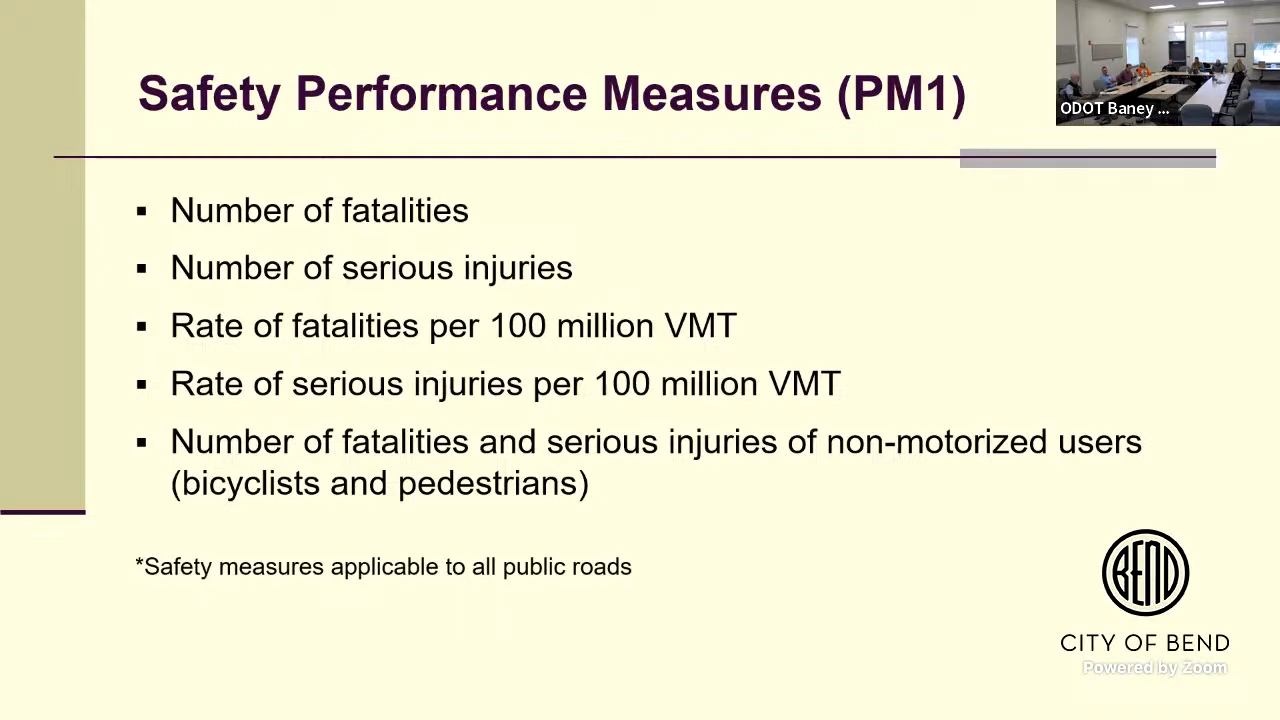 Safety Performance Measures (PM1)
ODOT Baney ...
▪ Number of fatalities
▪ Number of serious injuries
▪ Rate of fatalities per 100 million VMT
▪ Rate of serious injuries per 100 million VMT
▪ Number of fatalities and serious injuries of non-motorized users
(bicyclists and pedestrians)
*Safety measures applicable to all public roads
BEND
CITY OF BEND
Powered by Zoom